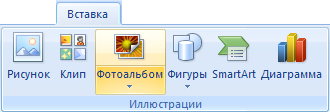 Вставка
Рисунок Клип Фотоальбом Фигуры SmartArt Диаграмма
Иллюстрации